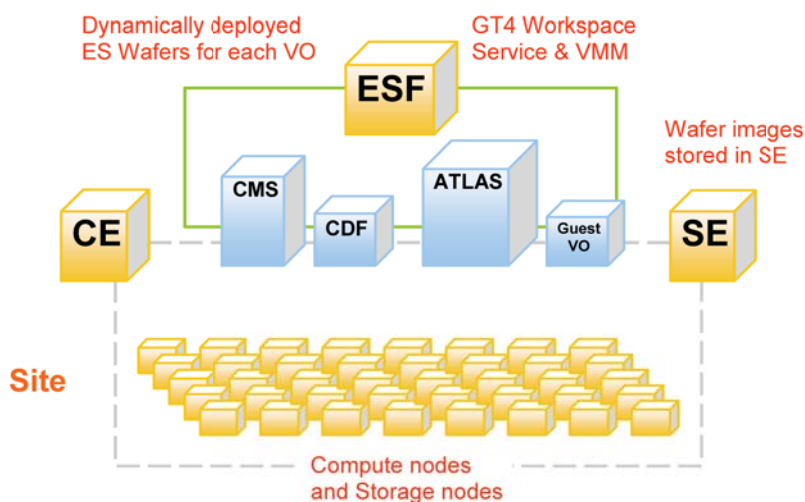 Dynamically deployed
ES Wafers for each VO
GT4 Workspace
Service & VMM
ESF
Wafer images
stored in SE
CMS
CDF
ATLAS
Guest
VO
CE
SE
Site
Compute nodes
and Storage nodes